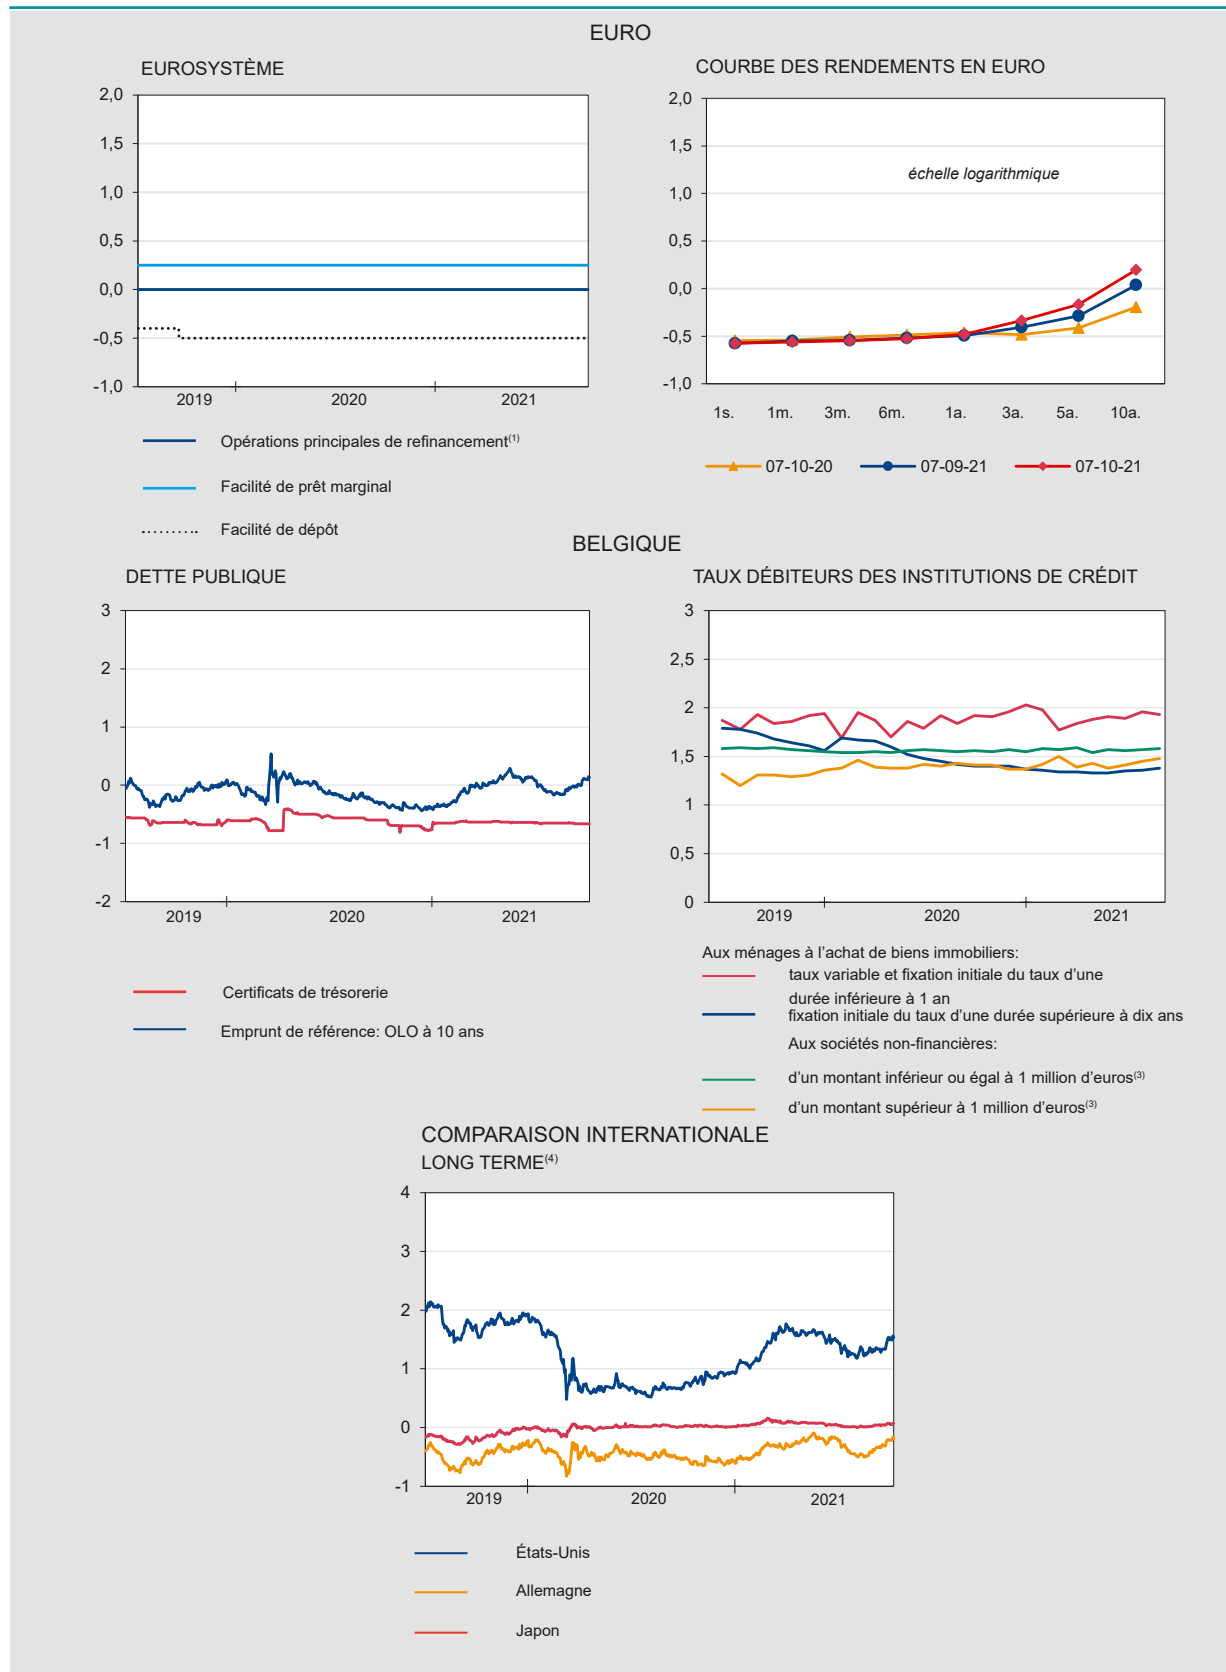 EURO
EUROSYSTÈME
2,0
1,5
1,0
0,5
0,0
-0,5
-1,0
2019 2020 2021
Opérations principales de refinancement(1)
Facilité de prêt marginal
Facilité de dépôt
COURBE DES RENDEMENTS EN EURO
2,0
1,5
1,0
0,5
0,0
-0,5
-1,0
échelle logarithmique
1s. 1m. 3m. 6m. 1a. 3a. 5a. 10a.
07-10-20 07-09-21 07-10-21
BELGIQUE
DETTE PUBLIQUE
3
2
1
0
-1
-2
2019 2020 2021
Certificats de trésorerie
Emprunt de référence: OLO à 10 ans
TAUX DÉBITEURS DES INSTITUTIONS DE CRÉDIT
3
2,5
2
1,5
1
0,5
0
2019 2020 2021
Aux ménages à l’achat de biens immobiliers:
taux variable et fixation initiale du taux d’une
durée inférieure à 1 an
fixation initiale du taux d’une durée supérieure à dix ans
Aux sociétés non-financières:
d’un montant inférieur ou égal à 1 million d’euros(3)
d’un montant supérieur à 1 million d’euros(3)
COMPARAISON INTERNATIONALE
LONG TERME(4)
4
3
2
1
0
-1
2019 2020 2021
États-Unis
Allemagne
Japon